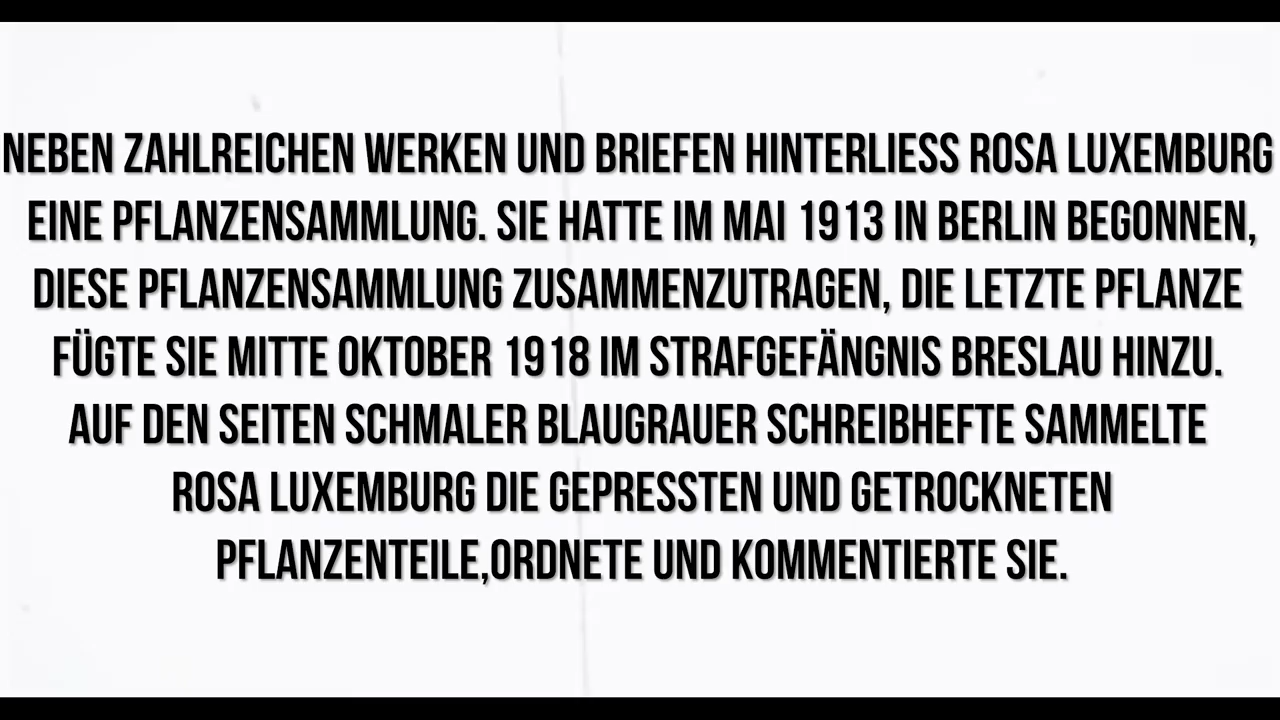 NEBEN ZAHLREICHEN WERKEN UND BRIEFEN HINTERLIESS ROSA LUXEMBURG
EINE PFLANZENSAMMLUNG. SIE HATTE IM MAI 1913 IN BERLIN BEGONNEN,
DIESE PFLANZENSAMMLUNG ZUSAMMENZUTRAGEN, DIE LETZTE PFLANZE
FÜGTE SIE MITTE OKTOBER 1918 IM STRAFGEFÄNGNIS BRESLAU HINZU.
AUF DEN SEITEN SCHMALER BLAUGRAUER SCHREIBHEFTE SAMMELTE
ROSA LUXEMBURG DIE GEPRESSTEN UND GETROCKNETEN
PFLANZENTEILE,ORDNETE UND KOMMENTIERTE SIE.